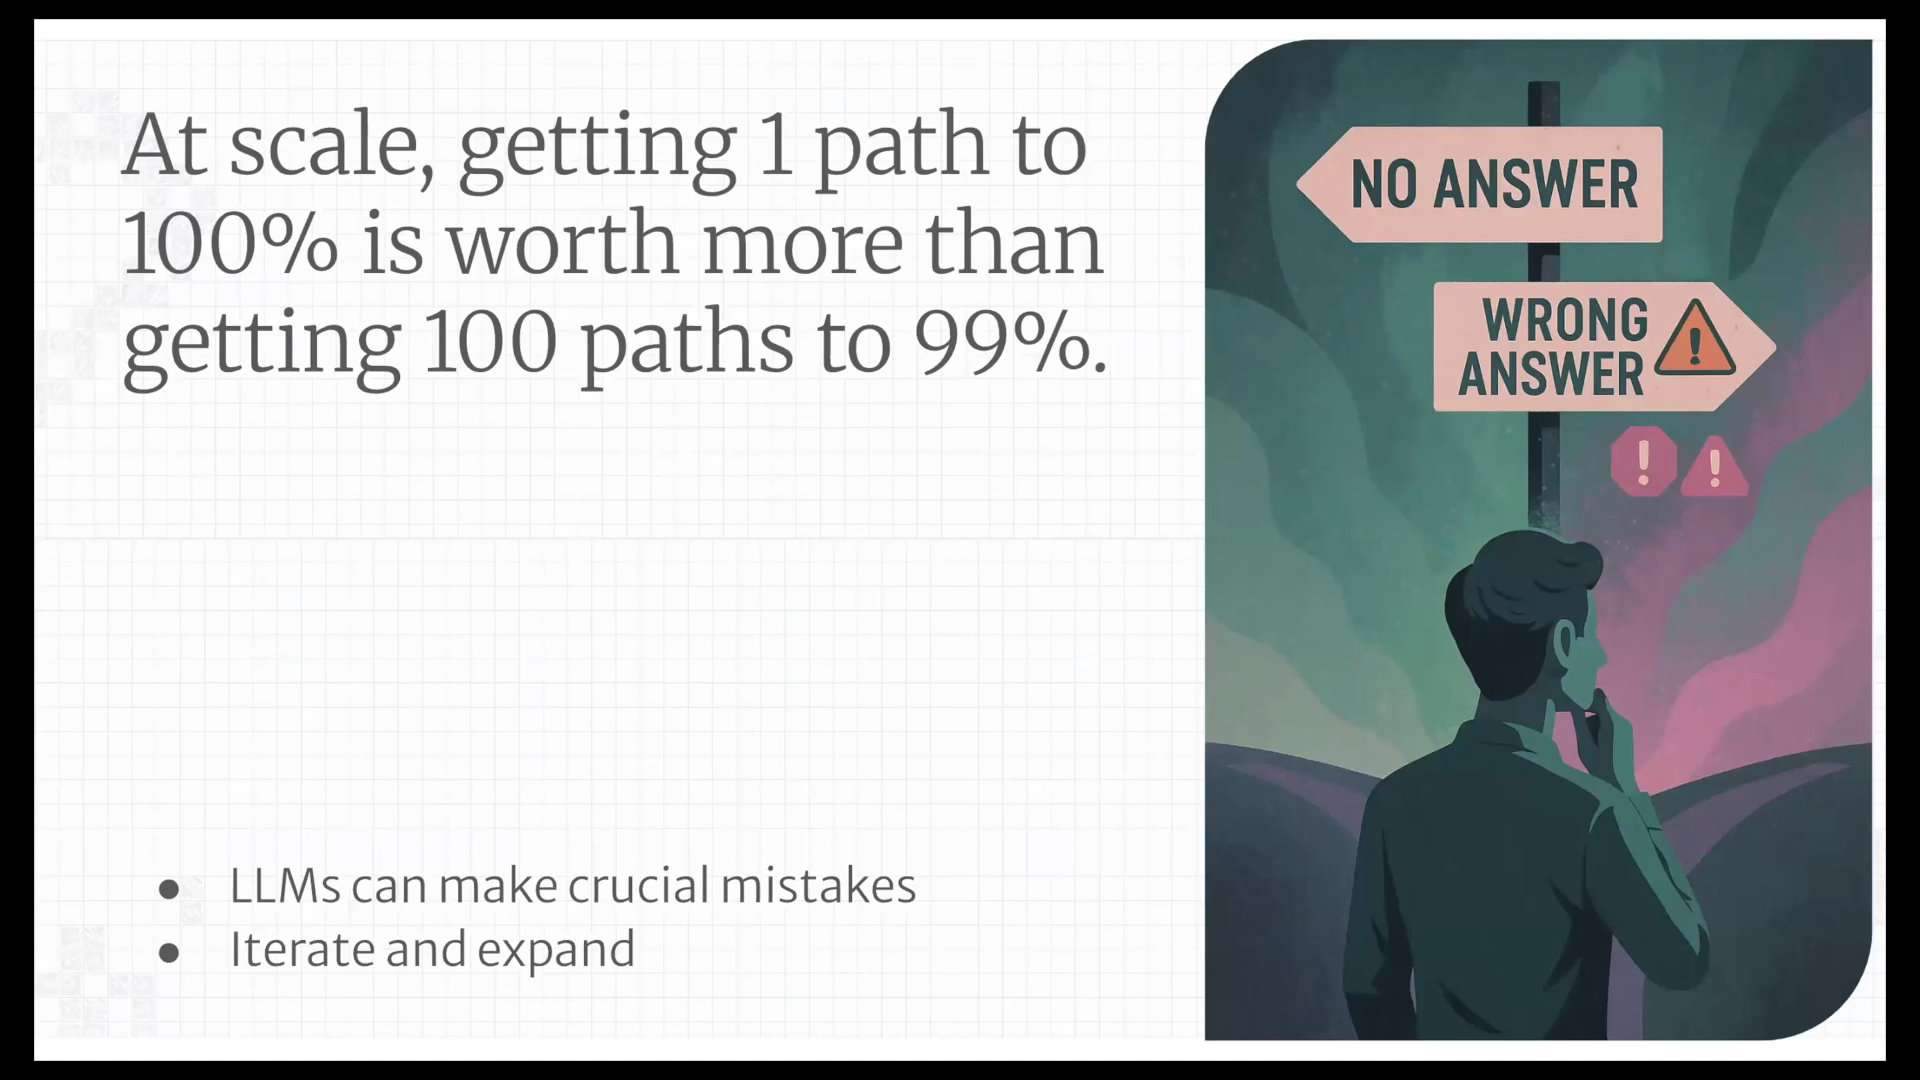 At scale, getting 1 path to
100% is worth more than
getting 100 paths to 99%.
● LLMs can make crucial mistakes
● Iterate and expand
NO ANSWER
WRONG
ANSWER